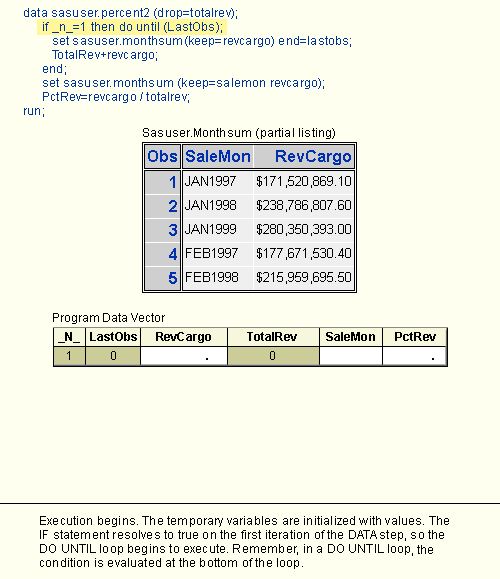 data sasuser.percent2 (drop=totalrev);
if _n_=1 then do until (LastObs);
set sasuser.monthsum(keep=revcargo) end=lastobs;
TotalRev+revcargo;
end;
set sasuser.monthsum (keep=salemon revcargo);
PctRev=revcargo / totalrev;
run;
Sasuser.Monthsum (partial listing)
Obs SaleMon RevCargo
1 JAN1997 $171,520,869.10
2 JAN1998 $238,786,807.60
3 JAN1999 $280,350,393.00
4 FEB1997 $177,671,530.40
5 FEB1998 $215,959,695.50
Program Data Vector
_N_ LastObs RevCargo TotalRev SaleMon PctRev
1 0 . 0 .
Execution begins. The temporary variables are initialized with values. The
IF statement resolves to true on the first iteration of the DATA step, so the
DO UNTIL loop begins to execute. Remember, in a DO UNTIL loop, the
condition is evaluated at the bottom of the loop.